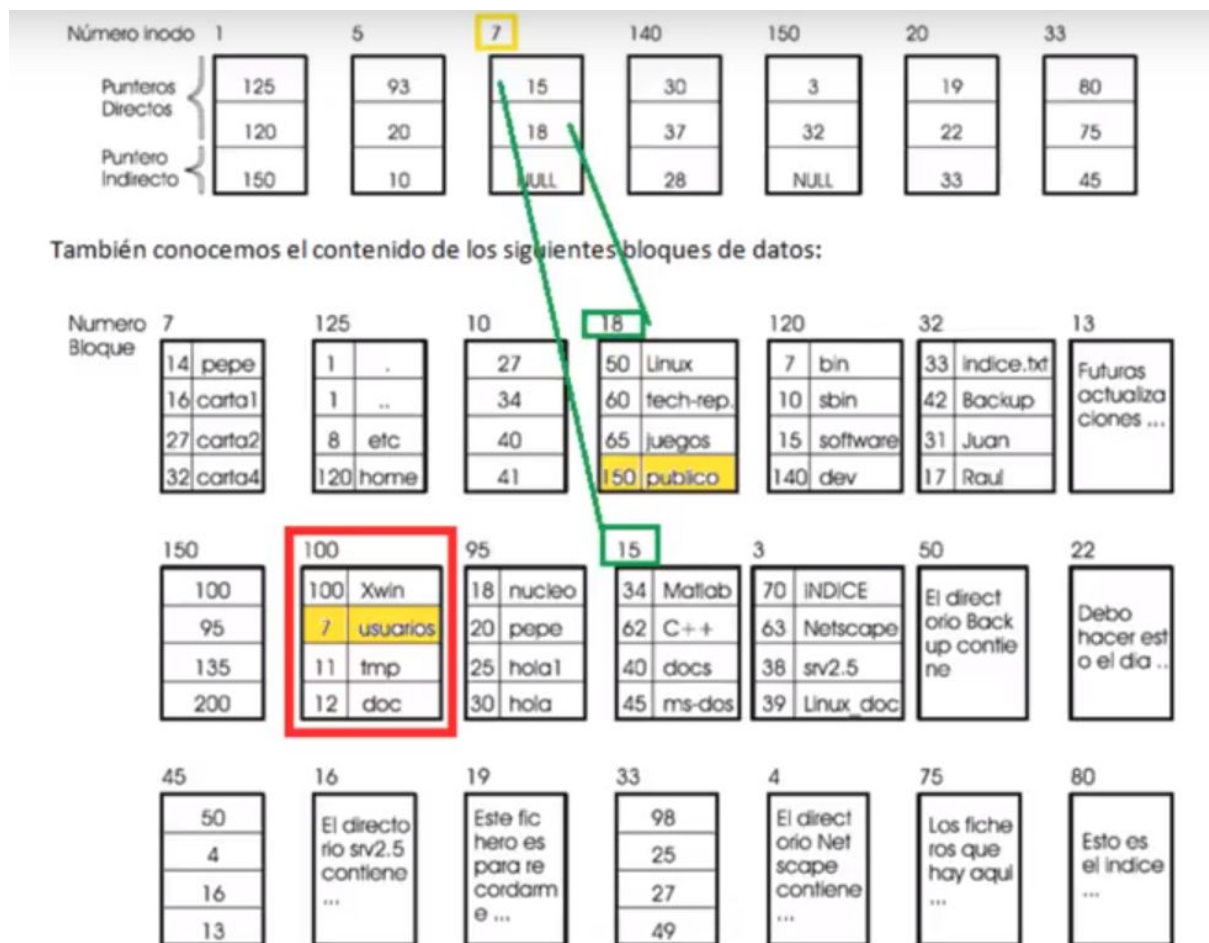 Número inodo 1 5 7 140 150 20 33
Punteros Directos
125 93 15 30 3 19 80
120 20 18 37 32 22 75
Puntero Indirecto
150 10 NULL 28 NULL 33 45
También conocemos el contenido de los siguientes bloques de datos:
Numero Bloque 7 125 10 18 120 32 13
14 pepe 1 . 27 50 Linux 7 bin 33 indice.txt Futuras
16 carta1 1 .. 34 60 tech-rep. 10 sbin 42 Backup actualiza
27 carta2 8 etc 40 65 juegos 15 software 31 Juan ciones ...
32 carta4 120 home 41 150 publico 140 dev 17 Raul
150 100 95 15 3 50 22
100 100 Xwin 18 nucleo 34 Matlab 70 INDICE El direct
95 7 usuarios 20 pepe 62 C++ 63 Netscape orio Back Debo
135 11 tmp 25 hola1 40 docs 38 srv2.5 up contie hacer est
200 12 doc 30 hola 45 ms-dos 39 Linux_doc ne o el dia ..
45 16 19 33 4 75 80
50 El directo Este fic 98 El direct Los fiche
4 rio srv2.5 hero es 25 orio Net ros que Esto es
16 contiene para re 27 scape hay aqui el indice
13 ... cordarm 49 contiene ... ...
e ... ...